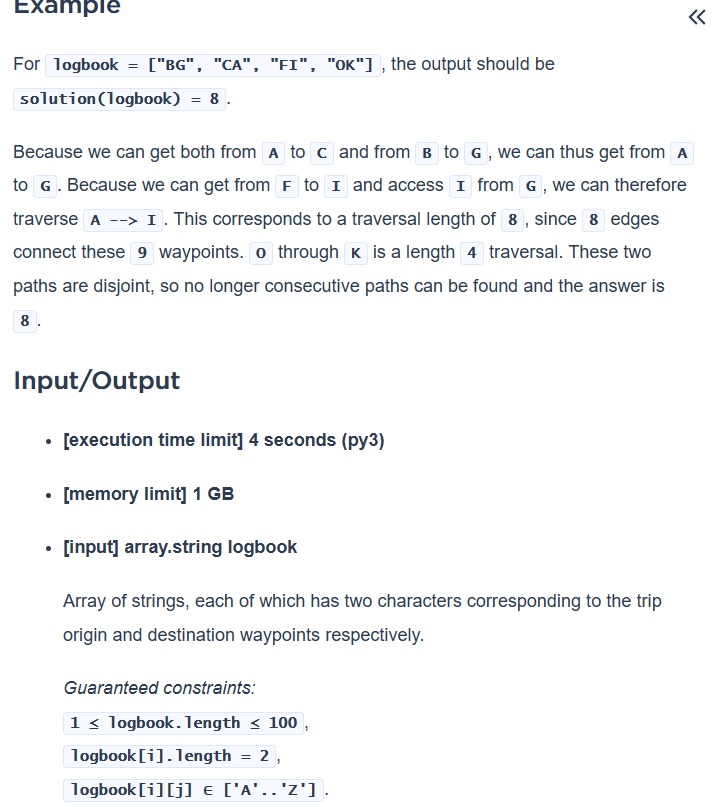 Example
For logbook = ["BG", "CA", "FI", "OK"], the output should be
solution(logbook) = 8.
Because we can get both from A to C and from B to G, we can thus get from A
to G. Because we can get from F to I and access I from G, we can therefore
traverse A --> I. This corresponds to a traversal length of 8, since 8 edges
connect these 9 waypoints. O through K is a length 4 traversal. These two
paths are disjoint, so no longer consecutive paths can be found and the answer is
8.
Input/Output
• [execution time limit] 4 seconds (py3)
• [memory limit] 1 GB
• [input] array.string logbook
Array of strings, each of which has two characters corresponding to the trip
origin and destination waypoints respectively.
Guaranteed constraints:
1 ≤ logbook.length ≤ 100,
logbook[i].length = 2,
logbook[i][j] ∈ ['A'..'Z'].